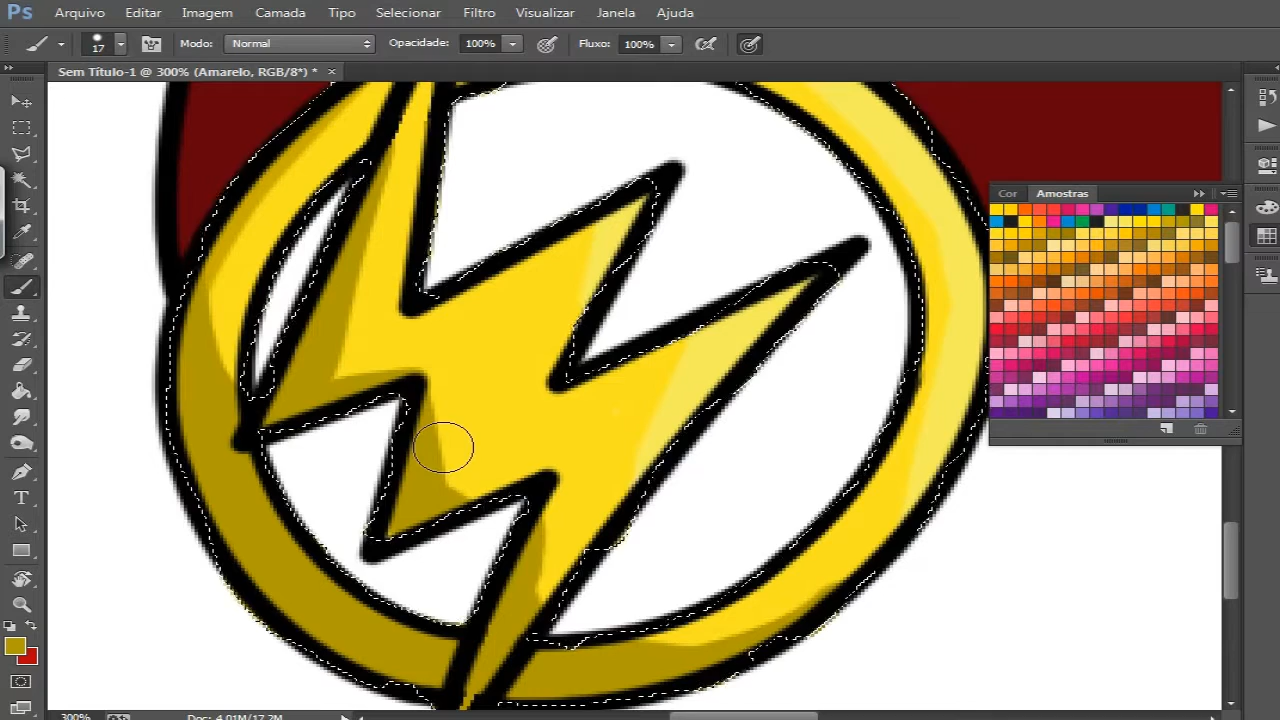 Ps Arquivo Editar Imagem Camada Tipo Selecionar Filtro Visualizar Janela Ajuda
17 Modo: Normal Opacidade: 100% Fluxo: 100%
Sem Título-1 @ 300% (Amarelo, RGB/8*) * ×
Cor Amostras
T
300% Doc: 4,01M/17,2M